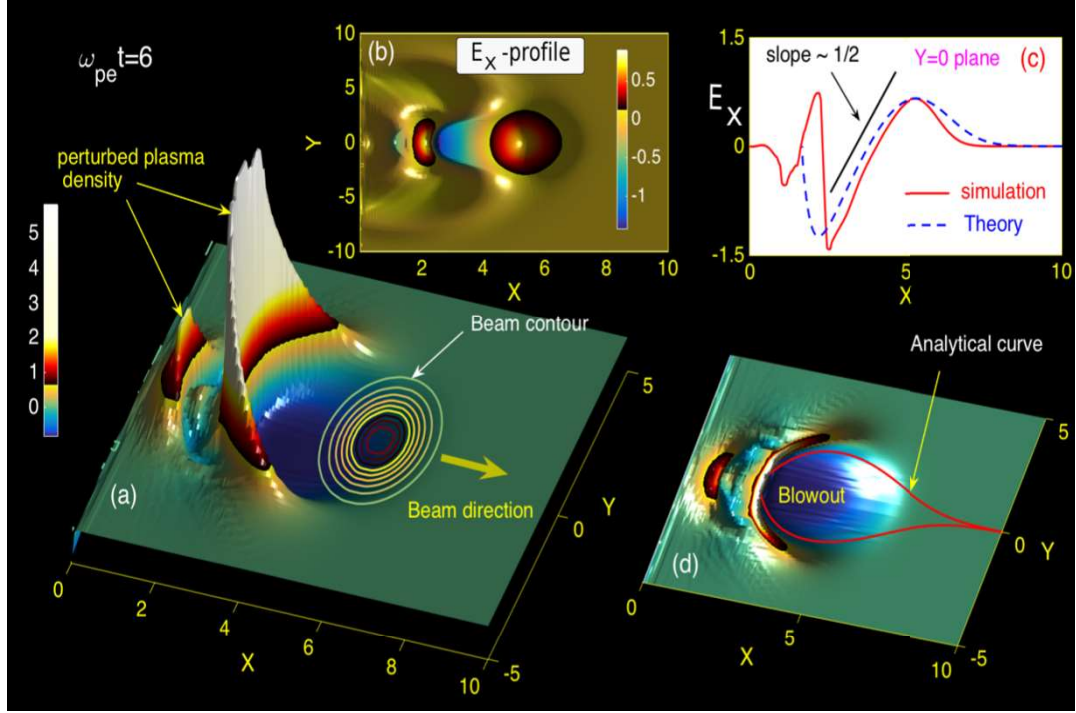 ω_pe t=6
perturbed plasma
density
5
4
3
2
1
0
(a)
Beam contour
Beam direction
0
2
4
6
8
10
X
-5
0
5
Y
(b)
E_X -profile
10
5
0
-5
-10
Y
0
2
4
6
8
10
X
0.5
0
-0.5
-1
1.5
0
-1.5
E_X
slope ~ 1/2
Y=0 plane
(c)
simulation
Theory
0
5
10
X
Analytical curve
Blowout
(d)
0
5
10
X
-5
0
5
Y